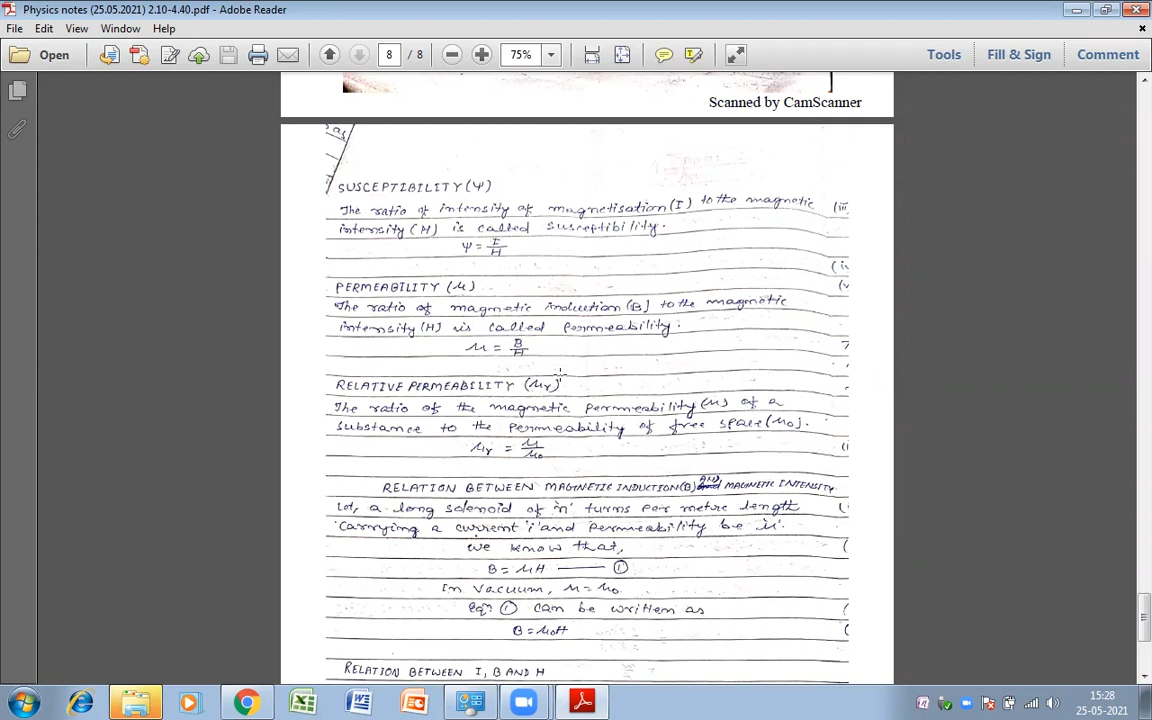 Physics notes (25.05.2021) 2.10-4.40.pdf - Adobe Reader
File Edit View Window Help
Open 8 / 8 75% Tools Fill & Sign Comment
Scanned by CamScanner
SUSCEPTIBILITY (Ψ)
The ratio of intensity of magnetisation (I) to the magnetic
intensity (H) is called Susceptibility.
Ψ = I/H
PERMEABILITY (μ)
The ratio of magnetic induction (B) to the magnetic
intensity (H) is called permeability.
μ = B/H
RELATIVE PERMEABILITY (μr)
The ratio of the magnetic permeability (μ) of a
substance to the permeability of free space (μ0).
μr = μ/μ0
RELATION BETWEEN MAGNETIC INDUCTION (B) AND MAGNETIC INTENSITY
Let, a long solenoid of 'n' turns per metre length
Carrying a current 'i' and permeability be 'μ'.
we know that,
B = μH ——— ①
In vacuum, μ = μ0
Eqn ① can be written as
B = μ0H
RELATION BETWEEN I, B AND H
15:28
25-05-2021